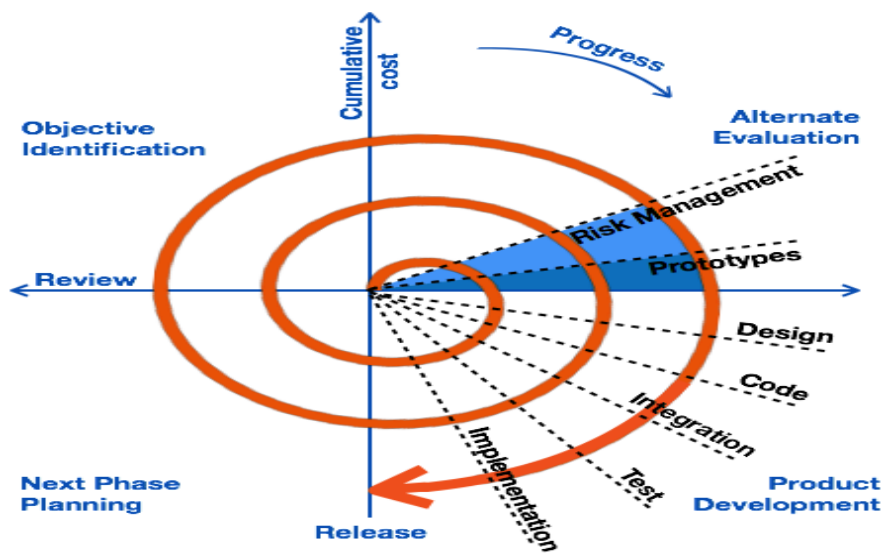 Cumulative
cost
Progress
Objective
Identification
Alternate
Evaluation
Risk Management
Prototypes
Review
Design
Code
Integration
Test
Implementation
Next Phase
Planning
Product
Development
Release